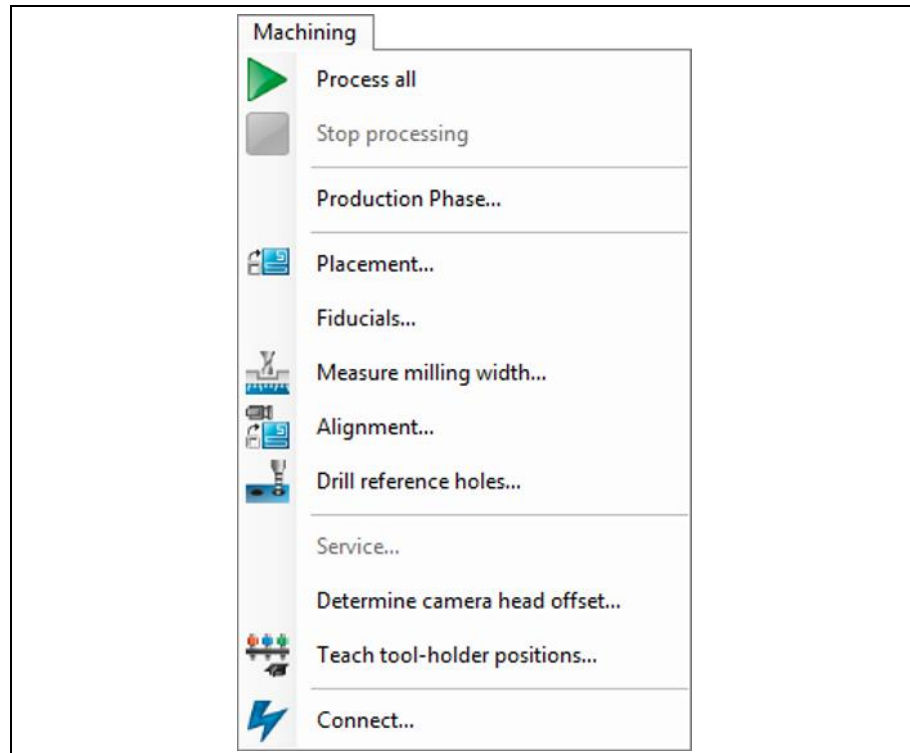 Machining
Process all
Stop processing
Production Phase...
Placement...
Fiducials...
Measure milling width...
Alignment...
Drill reference holes...
Service...
Determine camera head offset...
Teach tool-holder positions...
Connect...